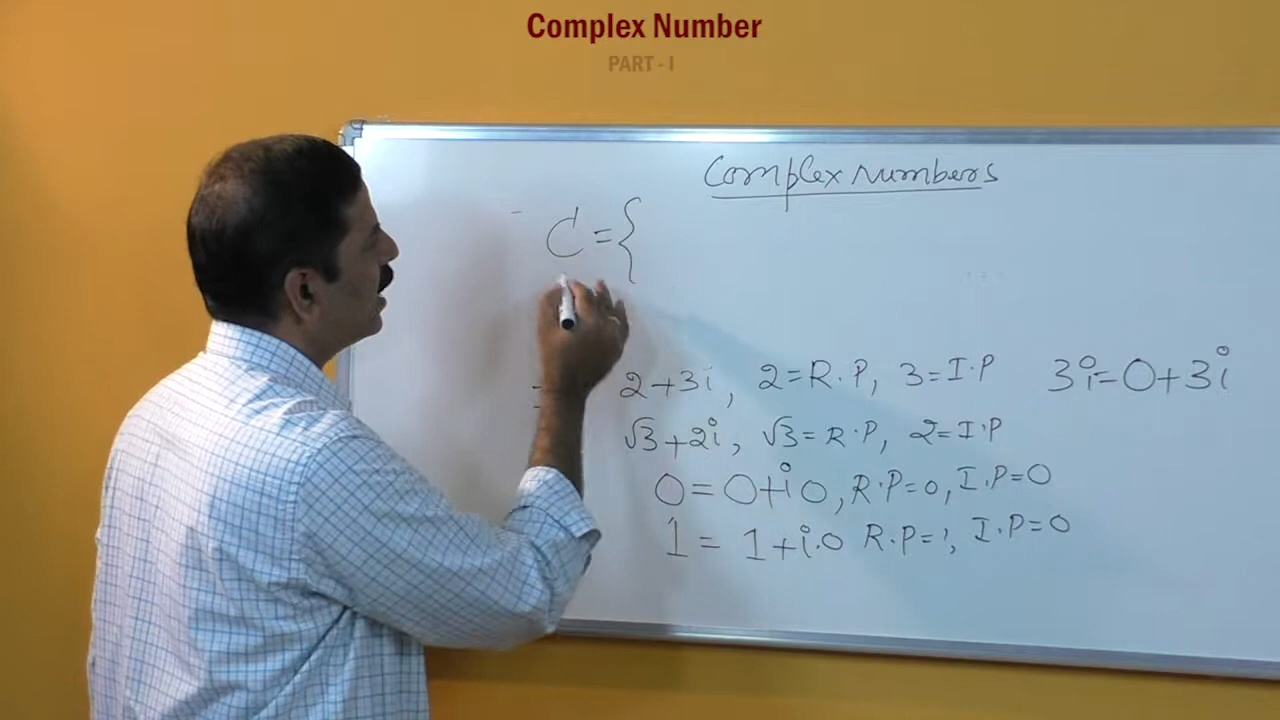 Complex Number
PART - I
Complex Numbers
C = {
2+3i, 2=R.P, 3=I.P 3i=0+3i
√3+2i, √3=R.P, 2=I.P
0=0+i0, R.P=0, I.P=0
1=1+i.0 R.P=1, I.P=0